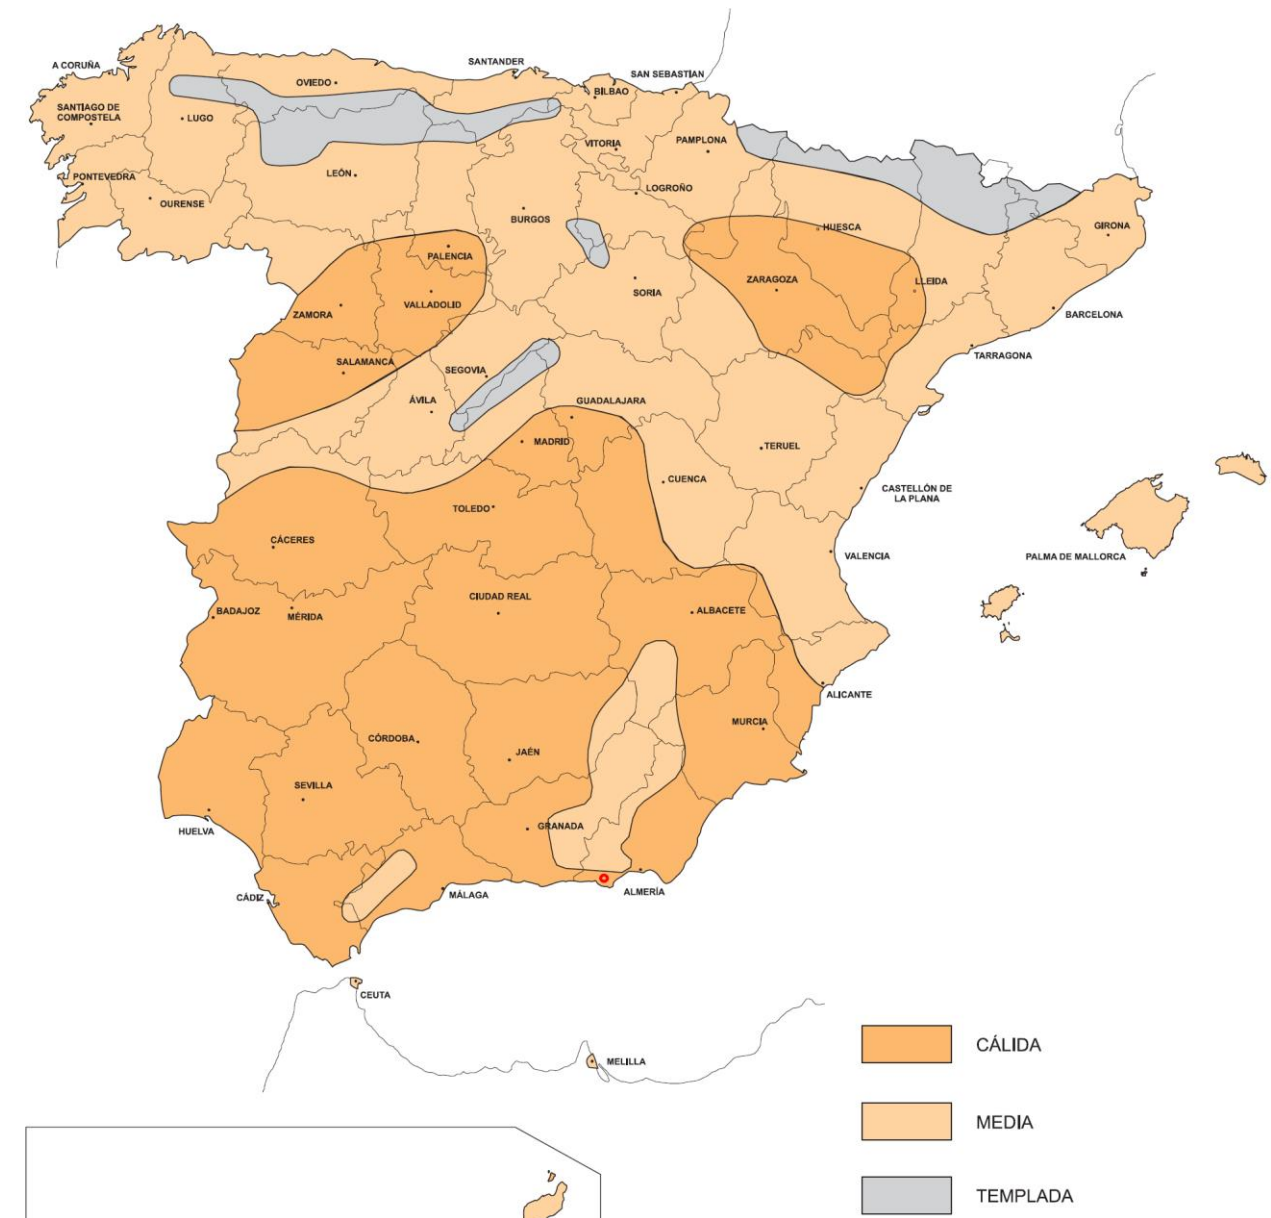 A CORUÑA
OVIEDO
SANTANDER
SAN SEBASTIAN
BILBAO
SANTIAGO DE
COMPOSTELA
LUGO
VITORIA
PAMPLONA
PONTEVEDRA
OURENSE
LEÓN
BURGOS
LOGROÑO
HUESCA
GIRONA
PALENCIA
ZAMORA
VALLADOLID
SORIA
ZARAGOZA
LLEIDA
BARCELONA
TARRAGONA
SALAMANCA
SEGOVIA
ÁVILA
GUADALAJARA
MADRID
TERUEL
CUENCA
CASTELLÓN DE
LA PLANA
TOLEDO
CÁCERES
VALENCIA
PALMA DE MALLORCA
BADAJOZ
MÉRIDA
CIUDAD REAL
ALBACETE
ALICANTE
MURCIA
CÓRDOBA
JAÉN
SEVILLA
HUELVA
GRANADA
CÁDIZ
MÁLAGA
ALMERÍA
CEUTA
MELILLA
CÁLIDA
MEDIA
TEMPLADA